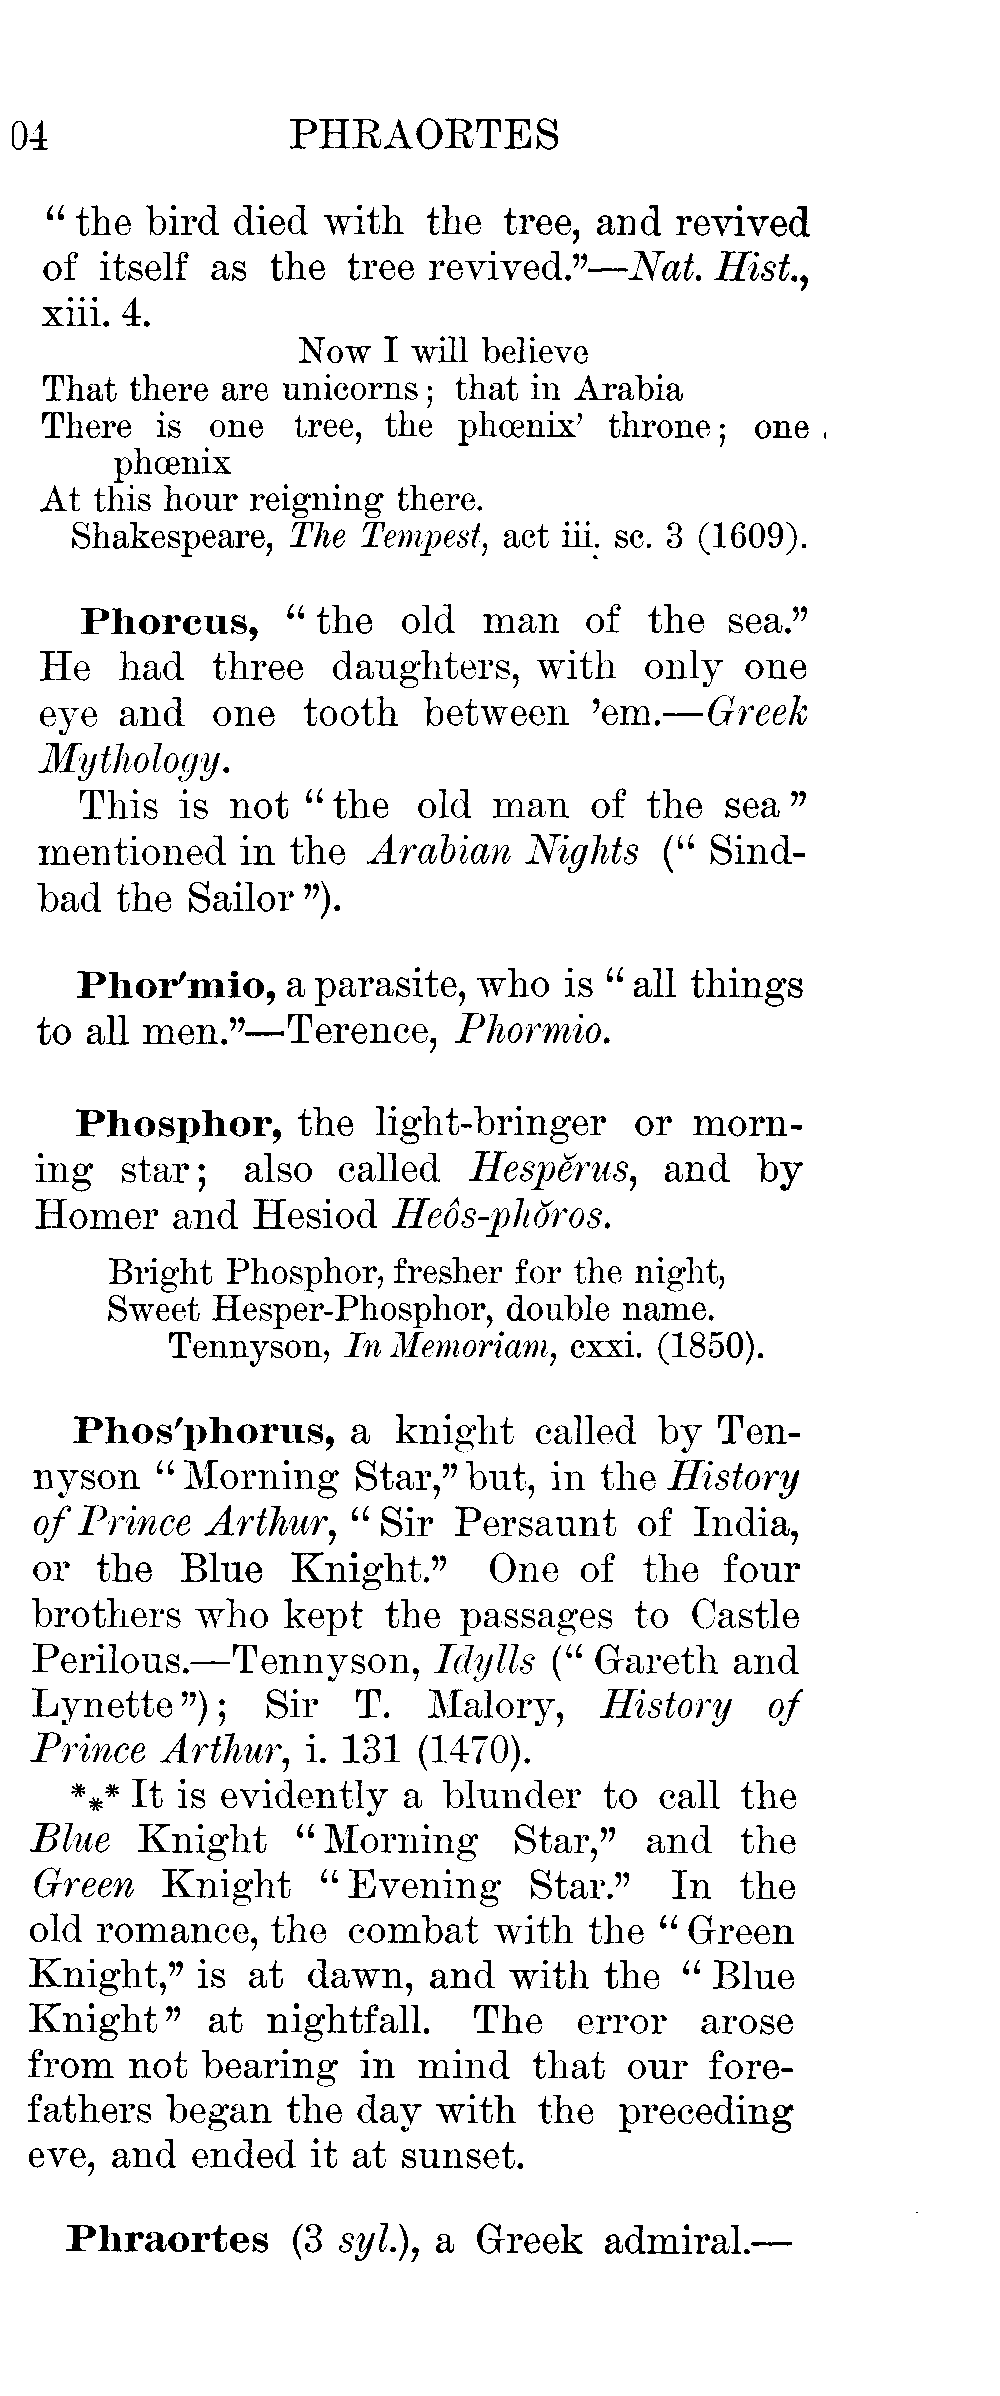 04 PHRAORTES
“the bird died with the tree, and revived
of itself as the tree revived.”—Nat. Hist.,
xiii. 4.
Now I will believe
That there are unicorns; that in Arabia
There is one tree, the phœnix’ throne; one
phœnix
At this hour reigning there.
Shakespeare, The Tempest, act iii. sc. 3 (1609).
Phorcus, “the old man of the sea.”
He had three daughters, with only one
eye and one tooth between ’em.—Greek
Mythology.
This is not “the old man of the sea”
mentioned in the Arabian Nights (“Sind-
bad the Sailor”).
Phor′mio, a parasite, who is “all things
to all men.”—Terence, Phormio.
Phosphor, the light-bringer or morn-
ing star; also called Hespĕrus, and by
Homer and Hesiod Heôs-phŏros.
Bright Phosphor, fresher for the night,
Sweet Hesper-Phosphor, double name.
Tennyson, In Memoriam, cxxi. (1850).
Phos′phorus, a knight called by Ten-
nyson “Morning Star,” but, in the History
of Prince Arthur, “Sir Persaunt of India,
or the Blue Knight.” One of the four
brothers who kept the passages to Castle
Perilous.—Tennyson, Idylls (“Gareth and
Lynette”); Sir T. Malory, History of
Prince Arthur, i. 131 (1470).
*⁎* It is evidently a blunder to call the
Blue Knight “Morning Star,” and the
Green Knight “Evening Star.” In the
old romance, the combat with the “Green
Knight,” is at dawn, and with the “Blue
Knight” at nightfall. The error arose
from not bearing in mind that our fore-
fathers began the day with the preceding
eve, and ended it at sunset.
Phraortes (3 syl.), a Greek admiral.—